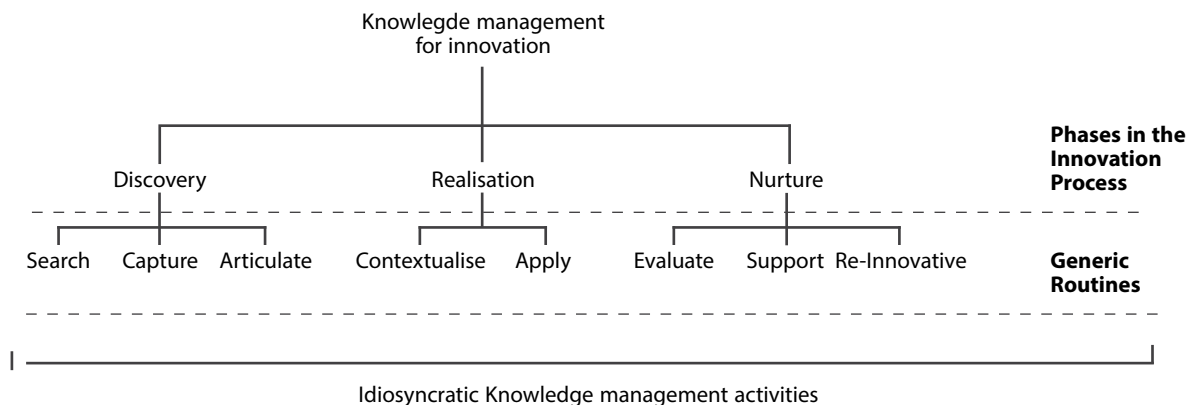 Knowlegde management
for innovation
Phases in the
Innovation
Process
Discovery Realisation Nurture
Search Capture Articulate Contextualise Apply Evaluate Support Re-Innovative
Generic
Routines
Idiosyncratic Knowledge management activities